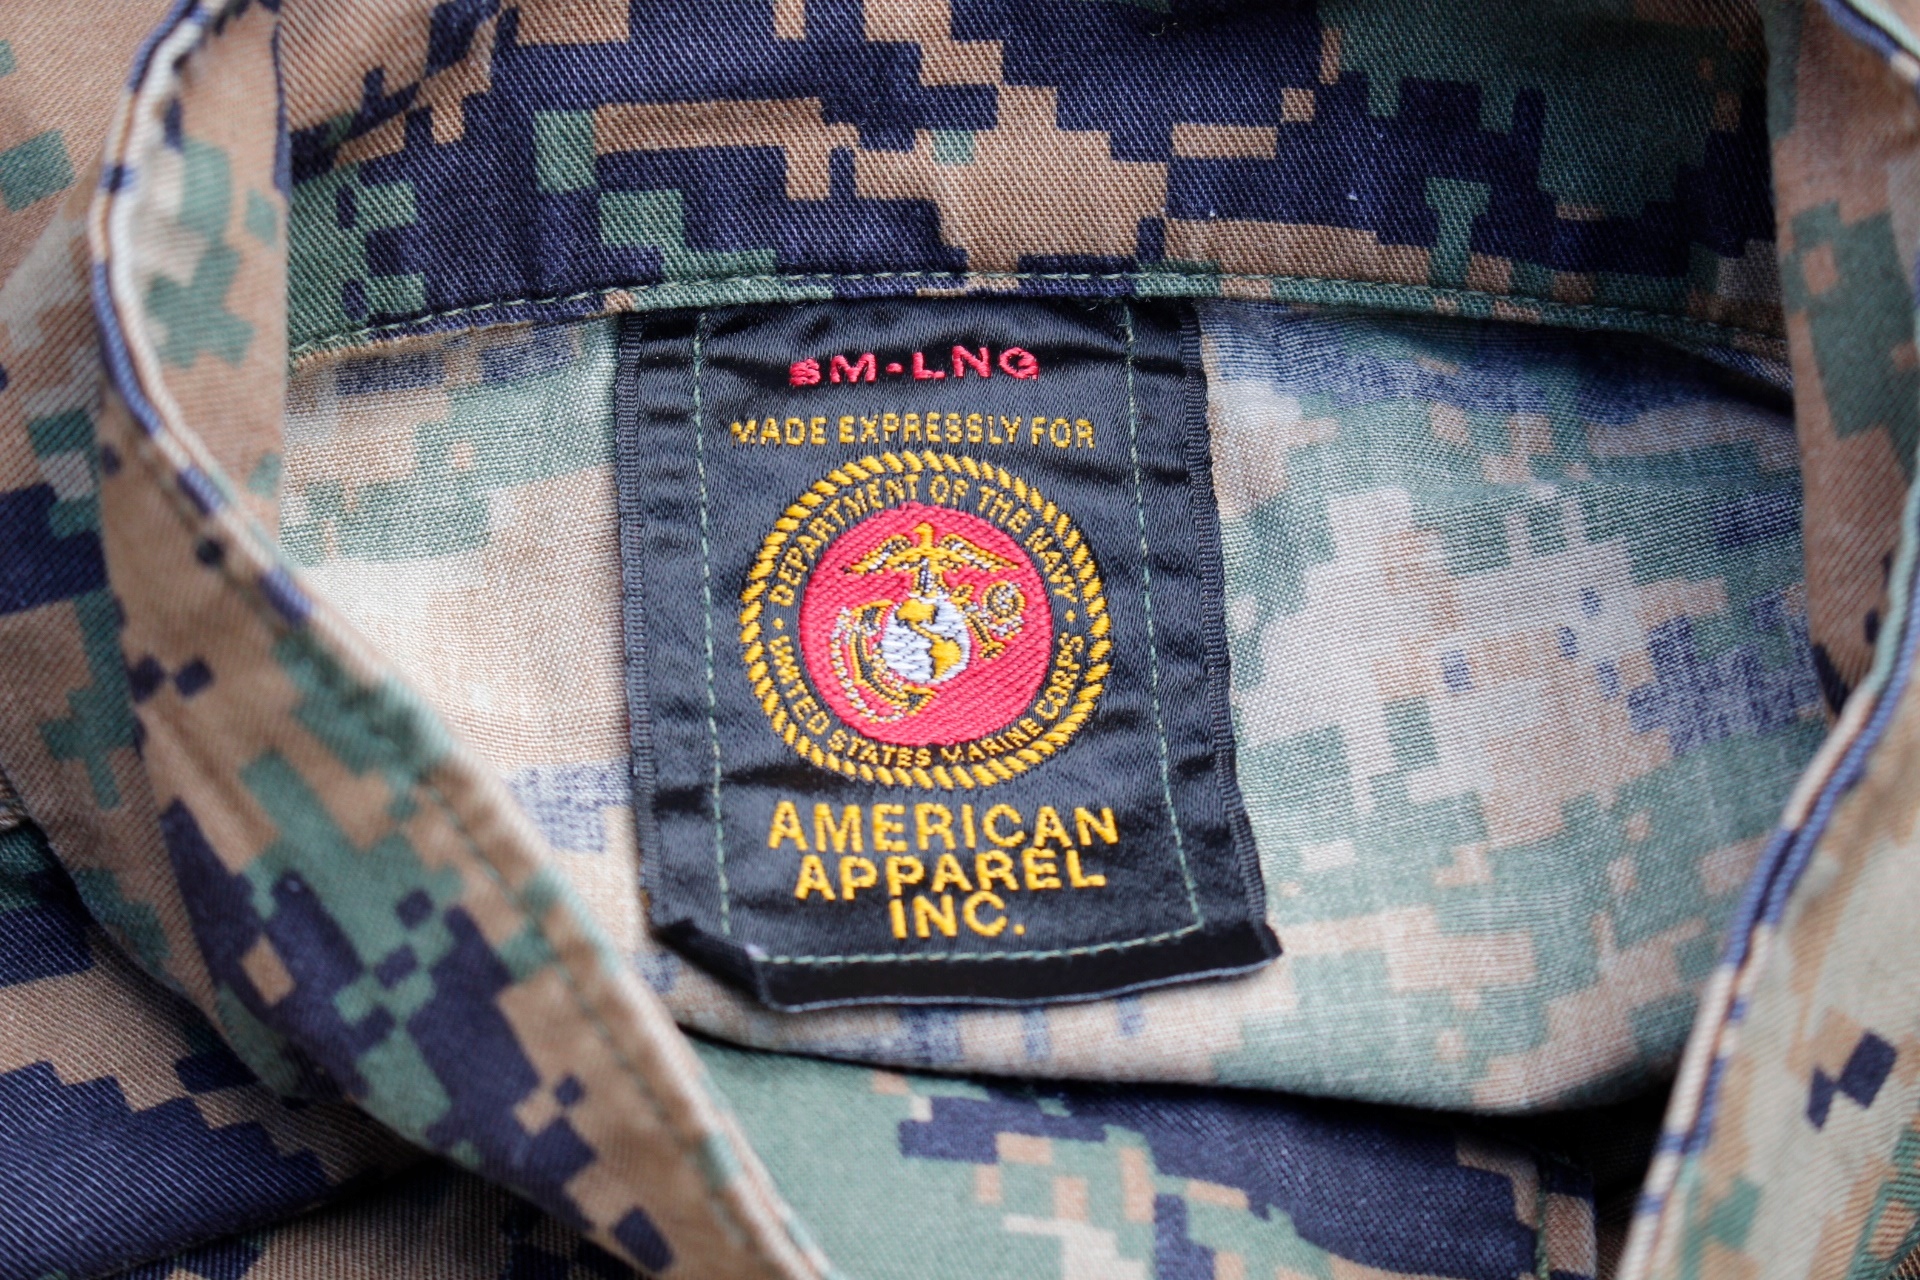 SM-LNG
MADE EXPRESSLY FOR
DEPARTMENT OF THE NAVY
· UNITED STATES MARINE CORPS ·
AMERICAN
APPAREL
INC.